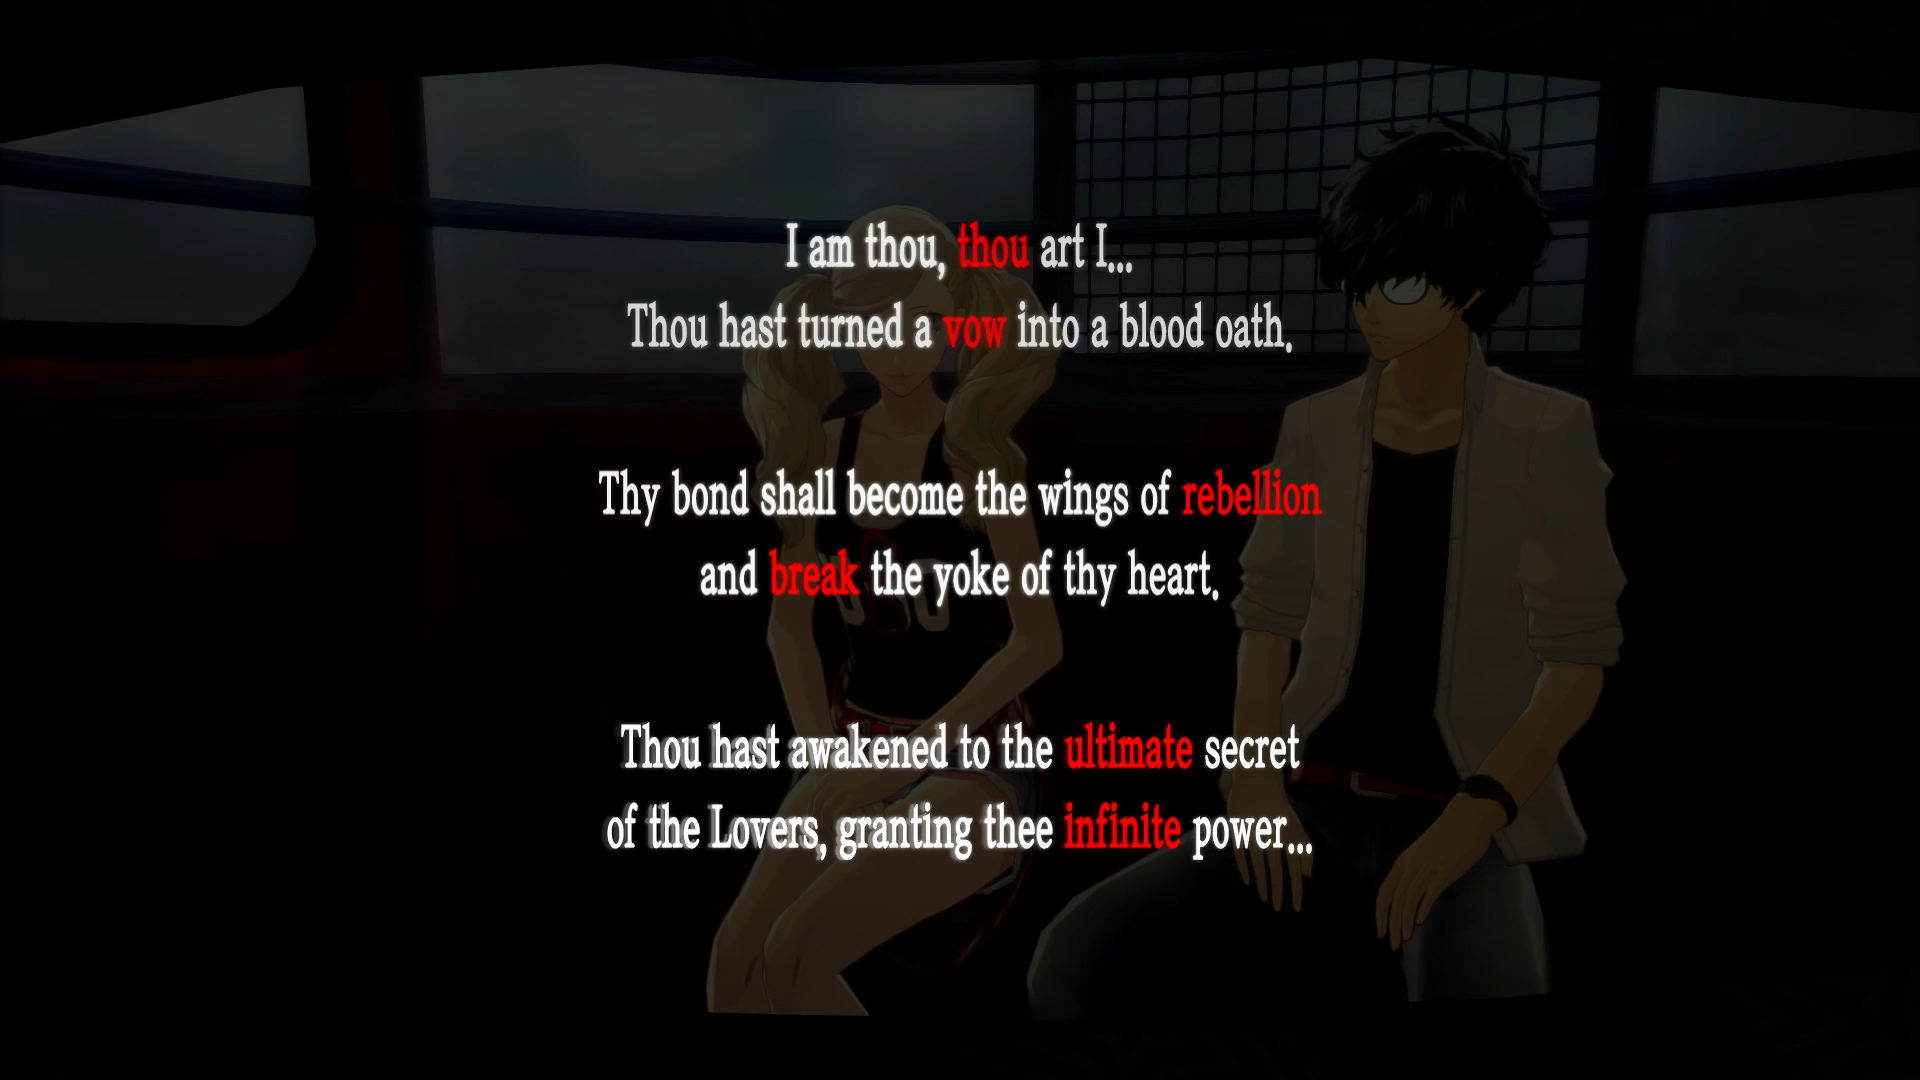 I am thou, thou art I...
Thou hast turned a vow into a blood oath.
Thy bond shall become the wings of rebellion
and break the yoke of thy heart.
Thou hast awakened to the ultimate secret
of the Lovers, granting thee infinite power...